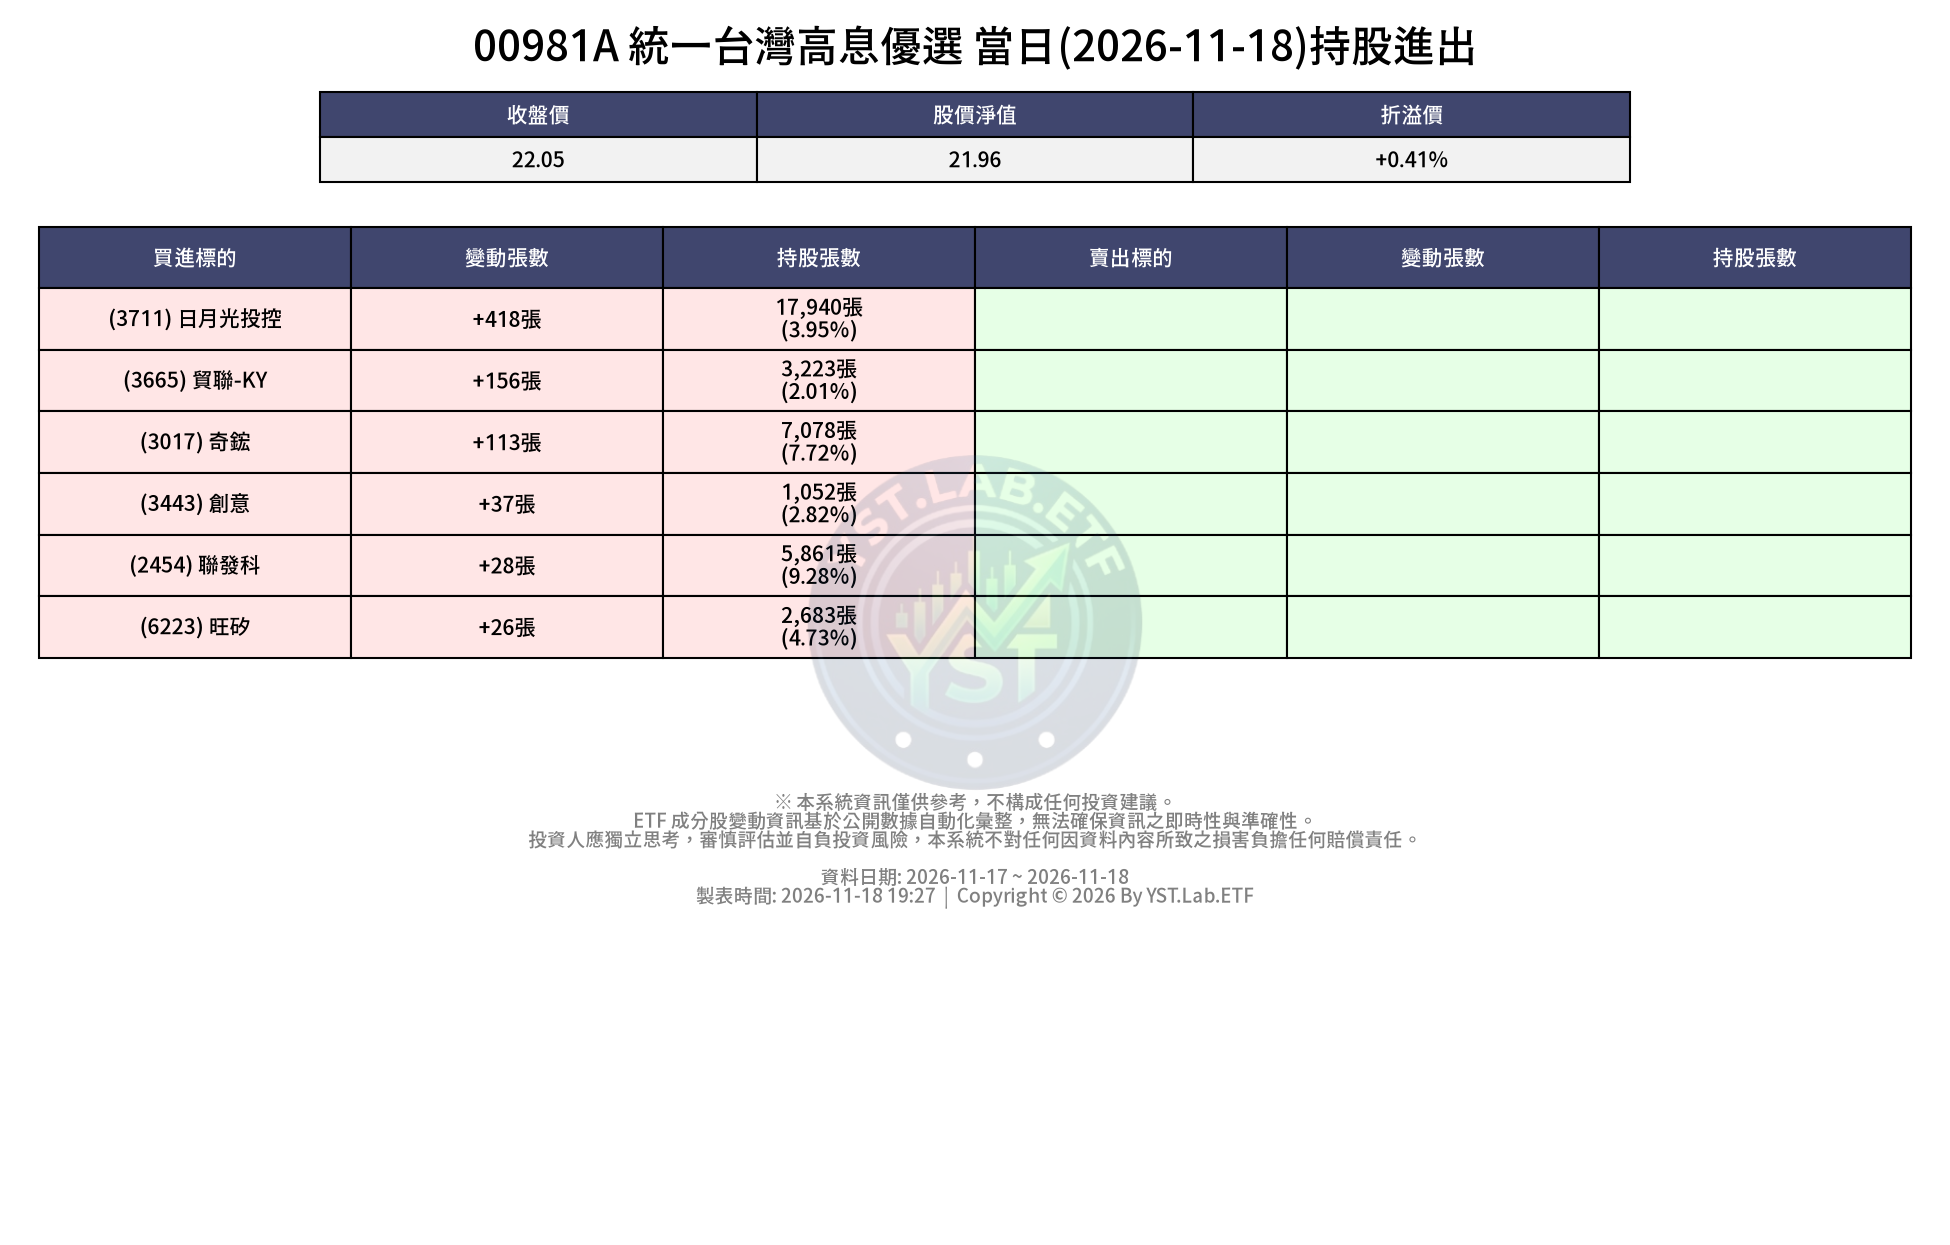 00981A 統一台灣高息優選 當日(2026-11-18)持股進出
收盤價 股價淨值 折溢價
22.05 21.96 +0.41%
買進標的 變動張數 持股張數 賣出標的 變動張數 持股張數
(3711) 日月光投控 +418張 17,940張
(3.95%)
(3665) 貿聯-KY +156張 3,223張
(2.01%)
(3017) 奇鋐 +113張 7,078張
(7.72%)
(3443) 創意 +37張 1,052張
(2.82%)
(2454) 聯發科 +28張 5,861張
(9.28%)
(6223) 旺矽 +26張 2,683張
(4.73%)
YST.LAB.ETF
YST
※ 本系統資訊僅供參考，不構成任何投資建議。
ETF 成分股變動資訊基於公開數據自動化彙整，無法確保資訊之即時性與準確性。
投資人應獨立思考，審慎評估並自負投資風險，本系統不對任何因資料內容所致之損害負擔任何賠償責任。
資料日期: 2026-11-17 ~ 2026-11-18
製表時間: 2026-11-18 19:27 | Copyright © 2026 By YST.Lab.ETF